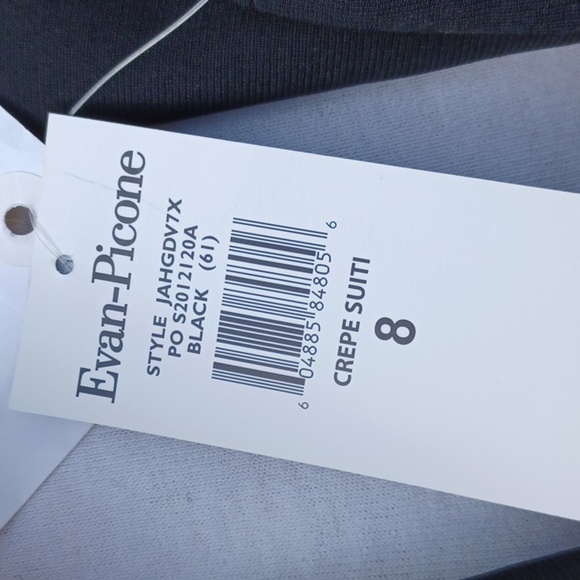 Evan-Picone
STYLE JAHGDV7X
PO S2012120A
BLACK (61)
6 04885 84805 6
CREPE SUITI
8